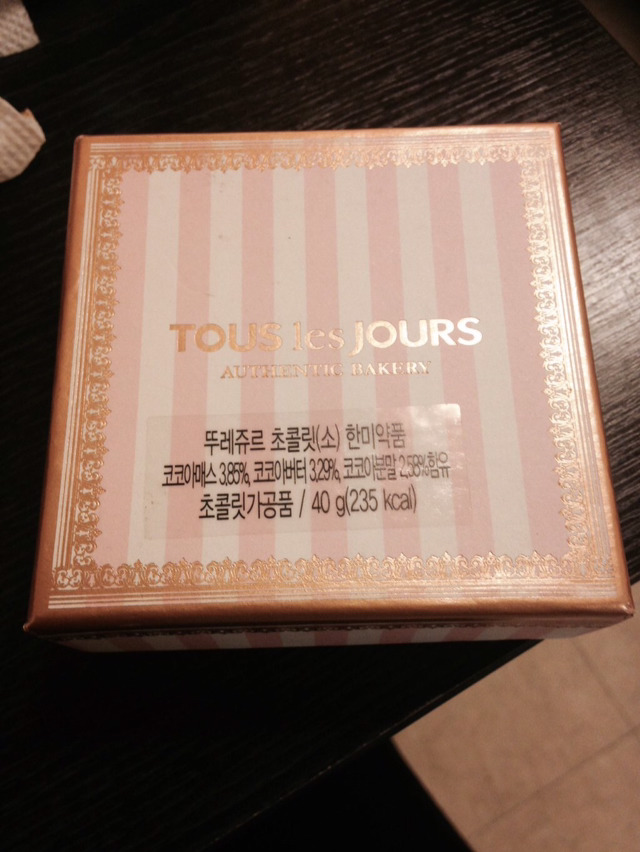 TOUS les JOURS
AUTHENTIC BAKERY
뚜레쥬르 초콜릿(소) 한미약품
코코아매스 3.85%, 코코아버터 3.29%, 코코아분말 2.58%함유
초콜릿가공품 / 40 g(235 kcal)